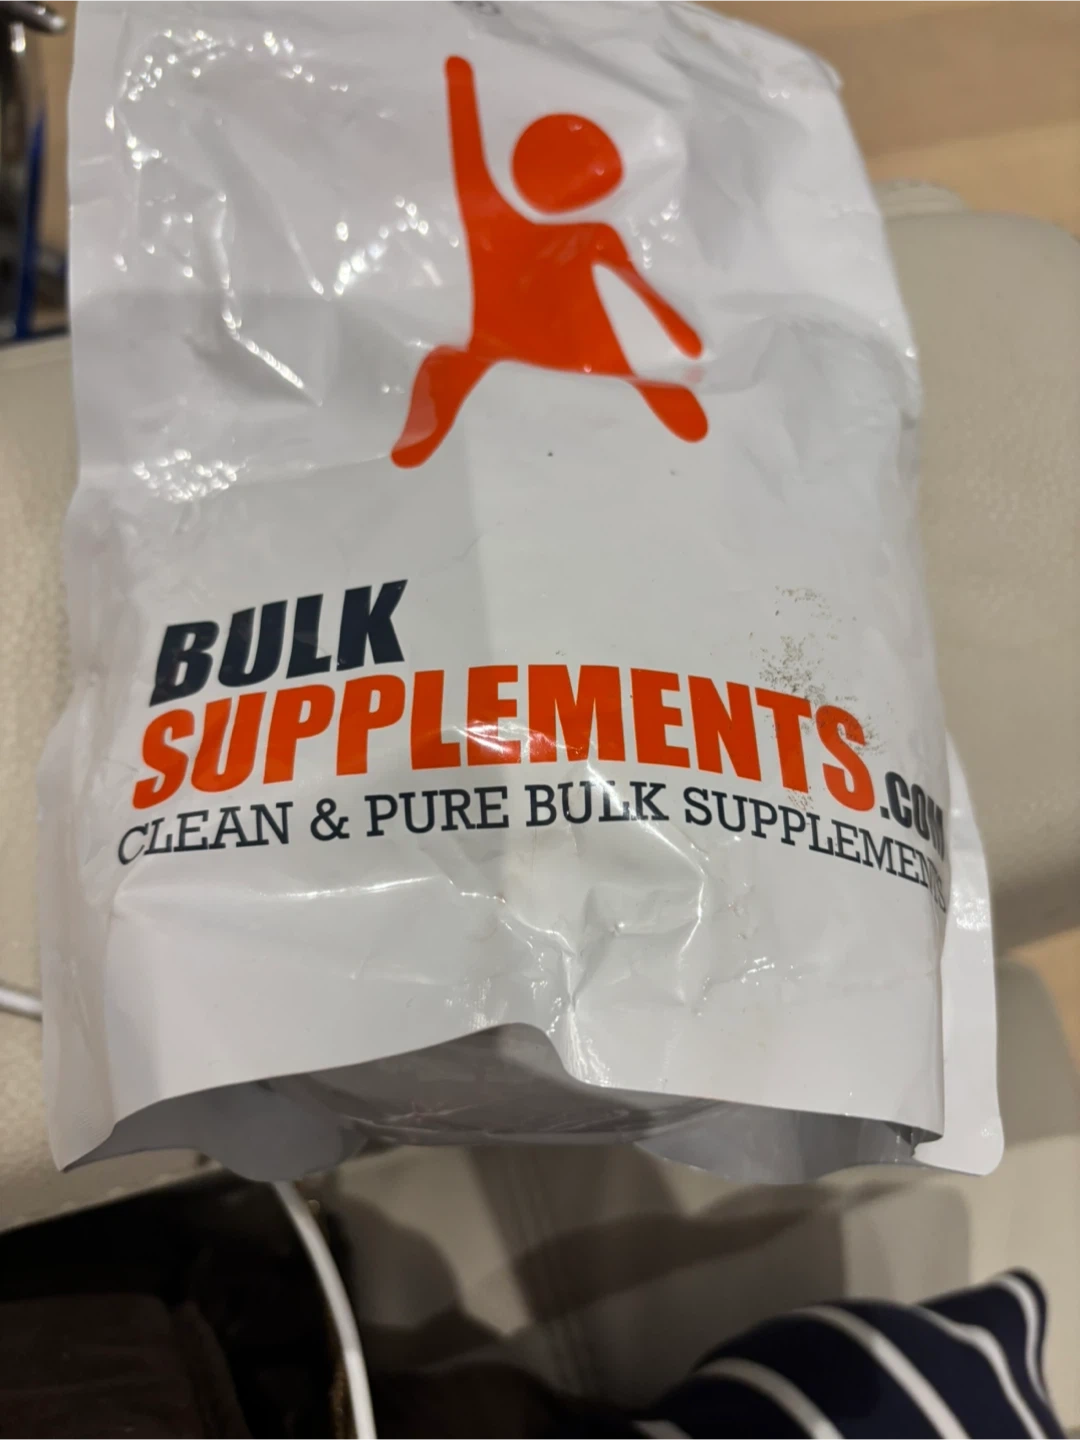 BULK
SUPPLEMENTS.COM
CLEAN & PURE BULK SUPPLEMENTS